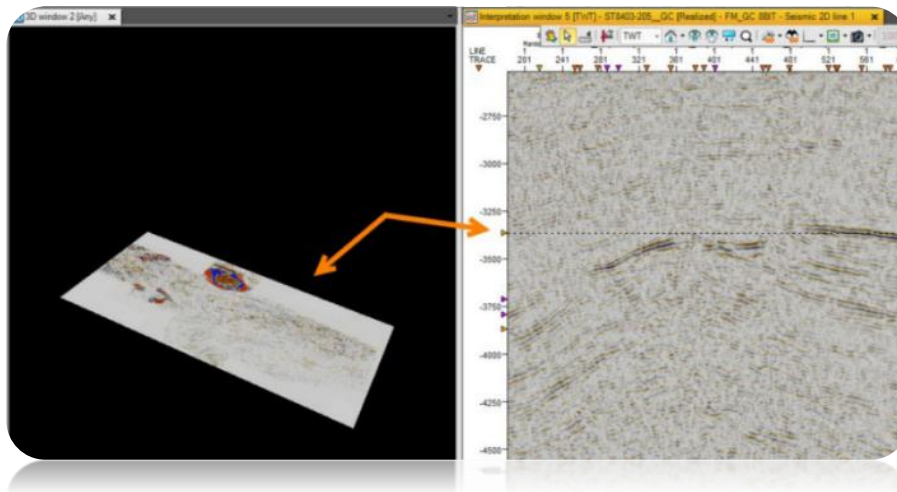 3D window 2 [Any]
Interpretation window 5 [TWT] - ST8403-205__GC [Realized] - FM_GC 8BIT - Seismic 2D line 1
TWT
LINE
TRACE 201 241 281 321 361 401 441 481 521 561
-2750
-3000
-3250
-3500
-3750
-4000
-4250
-4500